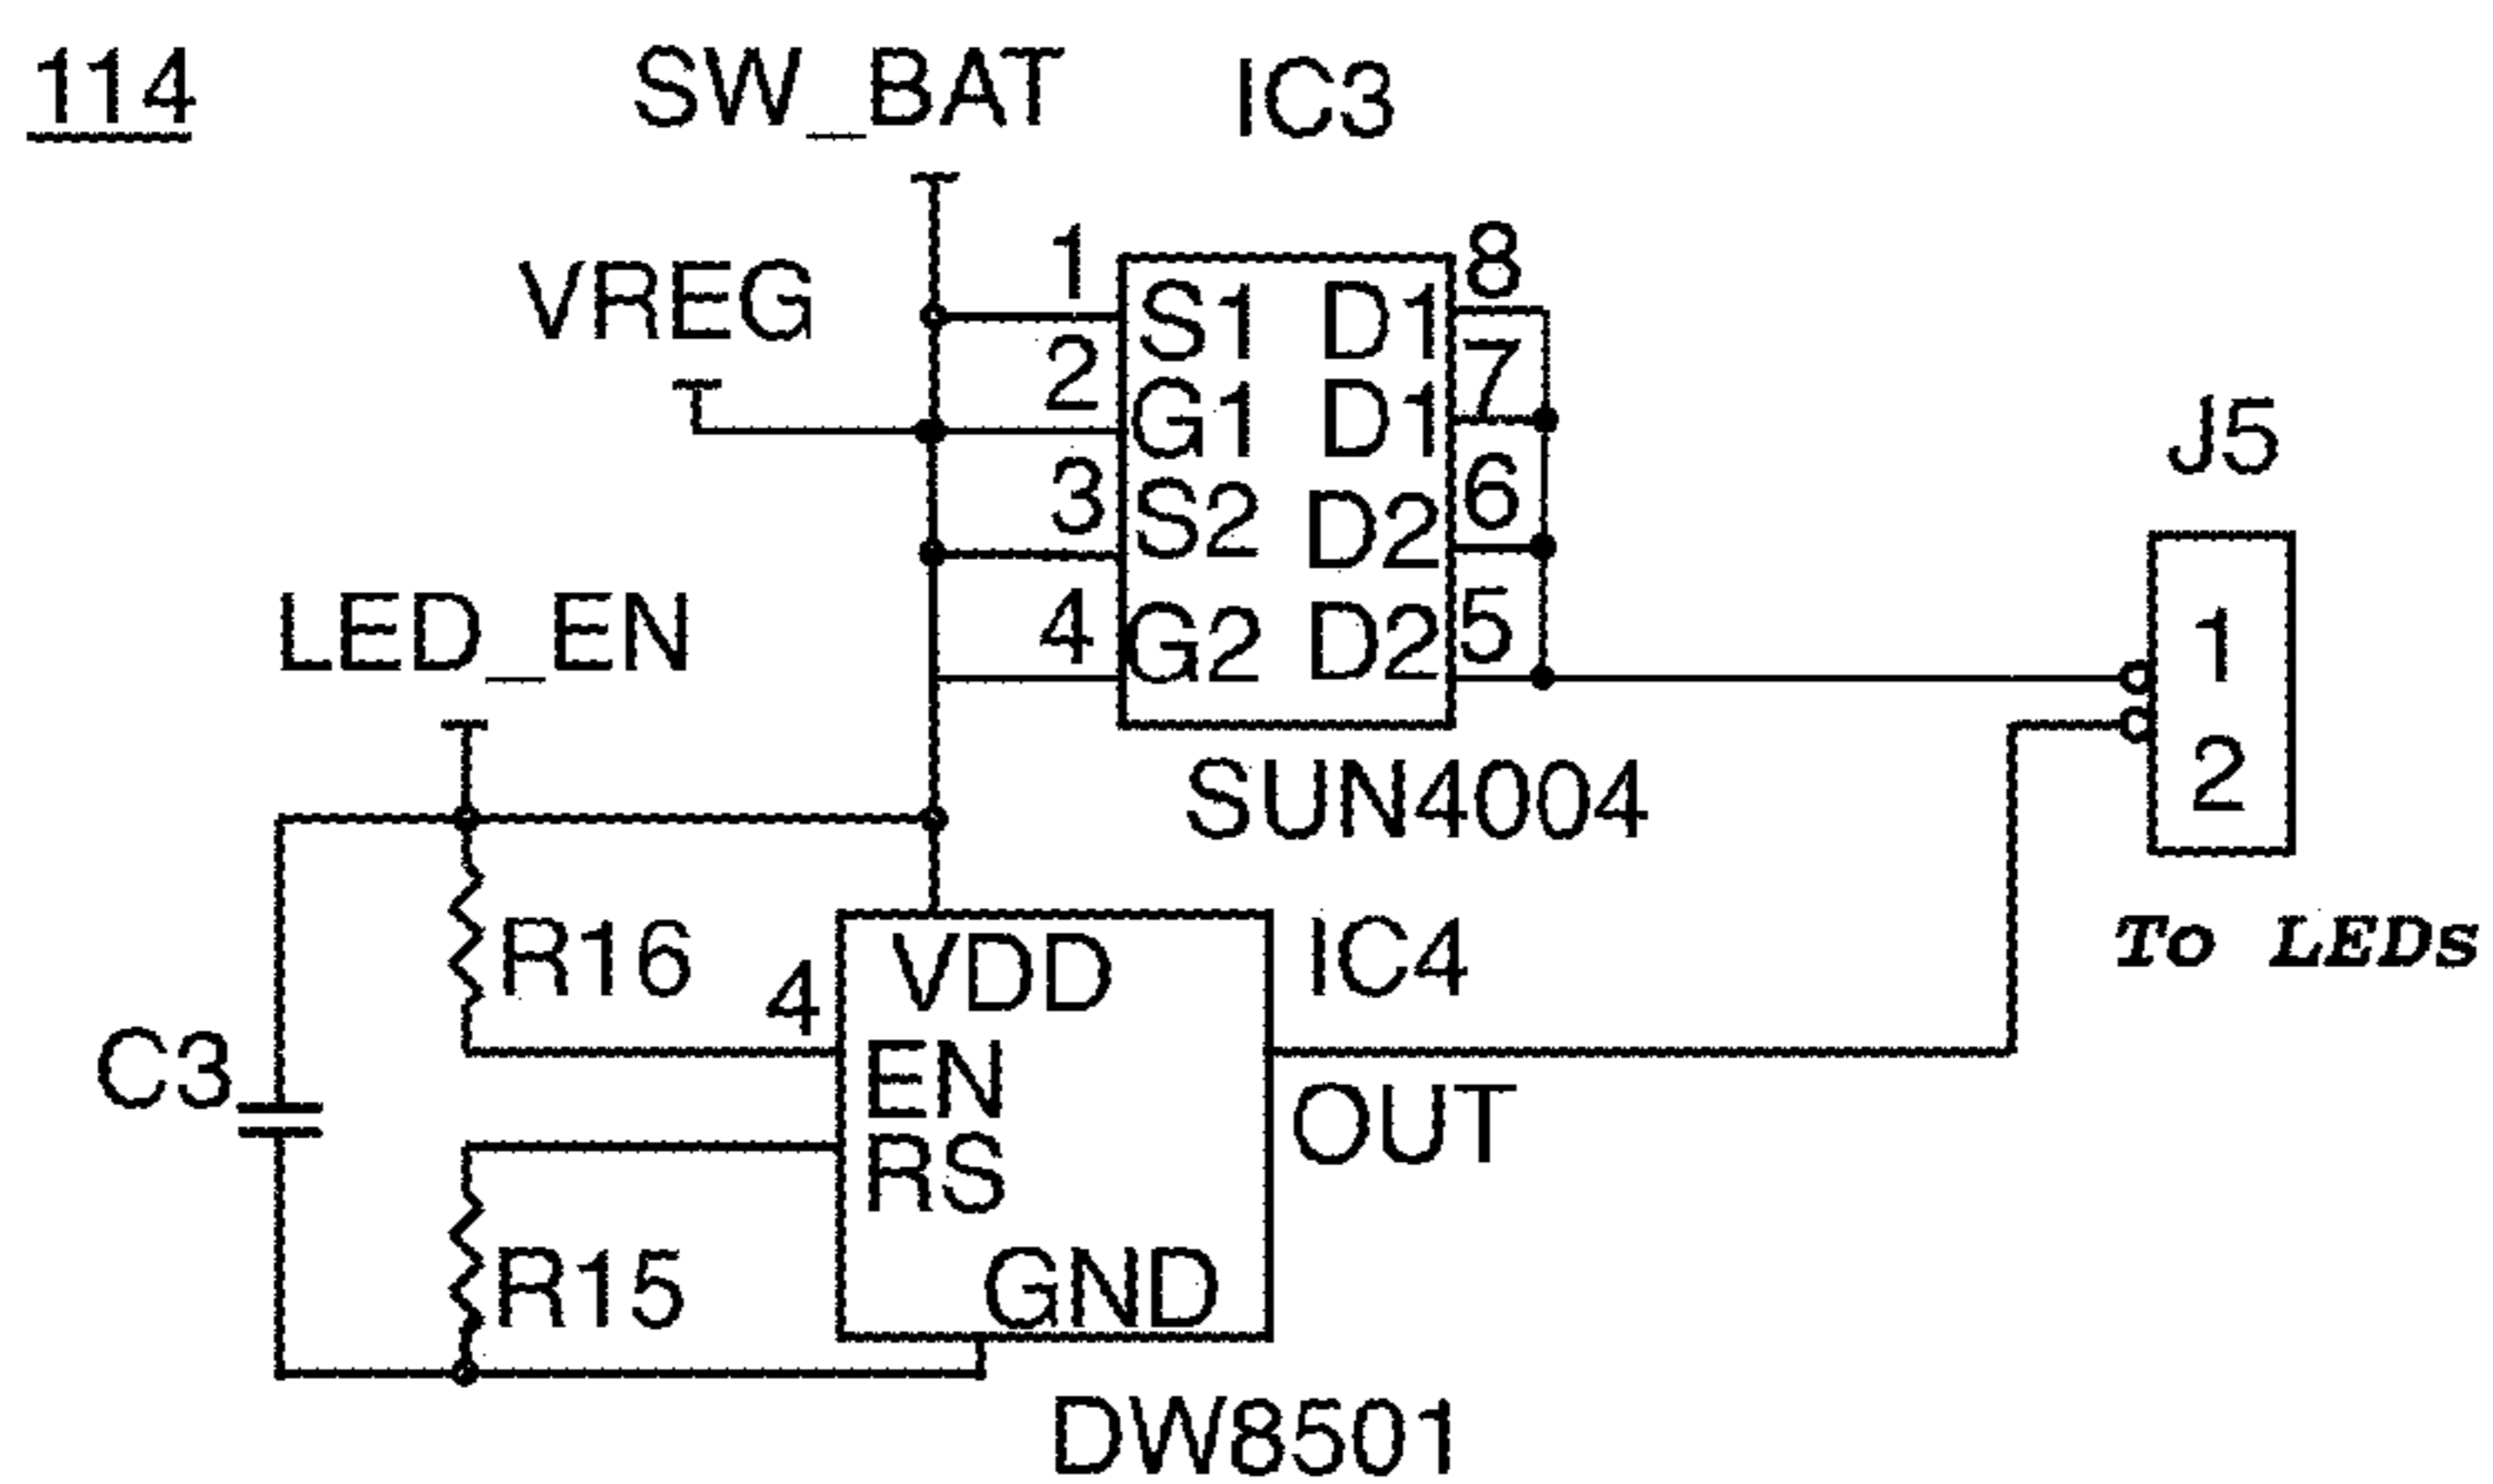 114
SW_BAT
IC3
VREG
1
2
3
4
S1
G1
S2
G2
D1
D1
D2
D2
8
7
6
5
SUN4004
J5
1
2
To LEDs
LED_EN
R16
C3
R15
4
VDD
EN
RS
GND
IC4
OUT
DW8501